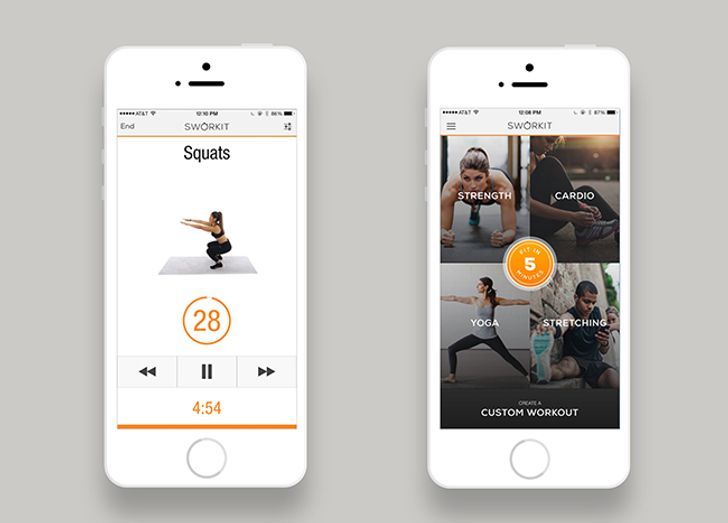 ●●●●● AT&T 12:10 PM 86%
End SWORKIT
Squats
28
4:54
●●●●● AT&T 12:08 PM 87%
SWORKIT
STRENGTH CARDIO
FIT IN
5
MINUTES
YOGA STRETCHING
CREATE A
CUSTOM WORKOUT